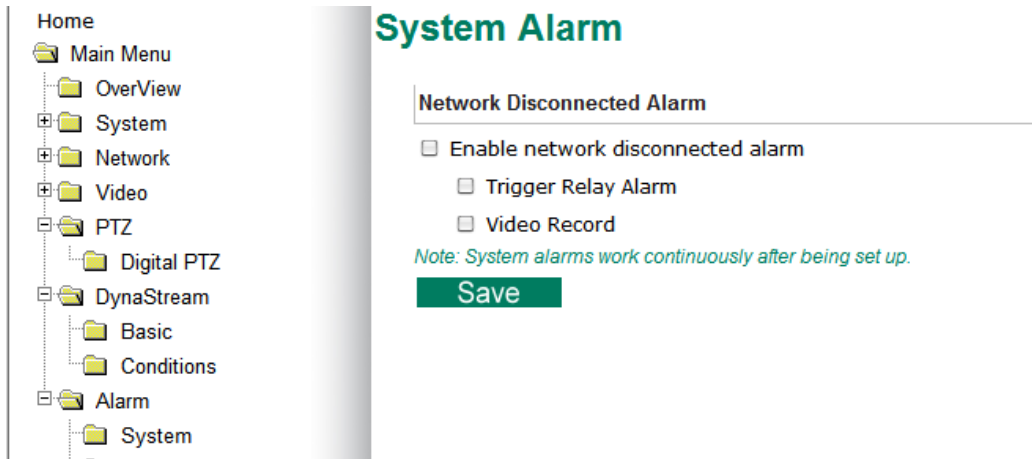 Home
Main Menu
OverView
System
Network
Video
PTZ
Digital PTZ
DynaStream
Basic
Conditions
Alarm
System
System Alarm
Network Disconnected Alarm
Enable network disconnected alarm
Trigger Relay Alarm
Video Record
Note: System alarms work continuously after being set up.
Save